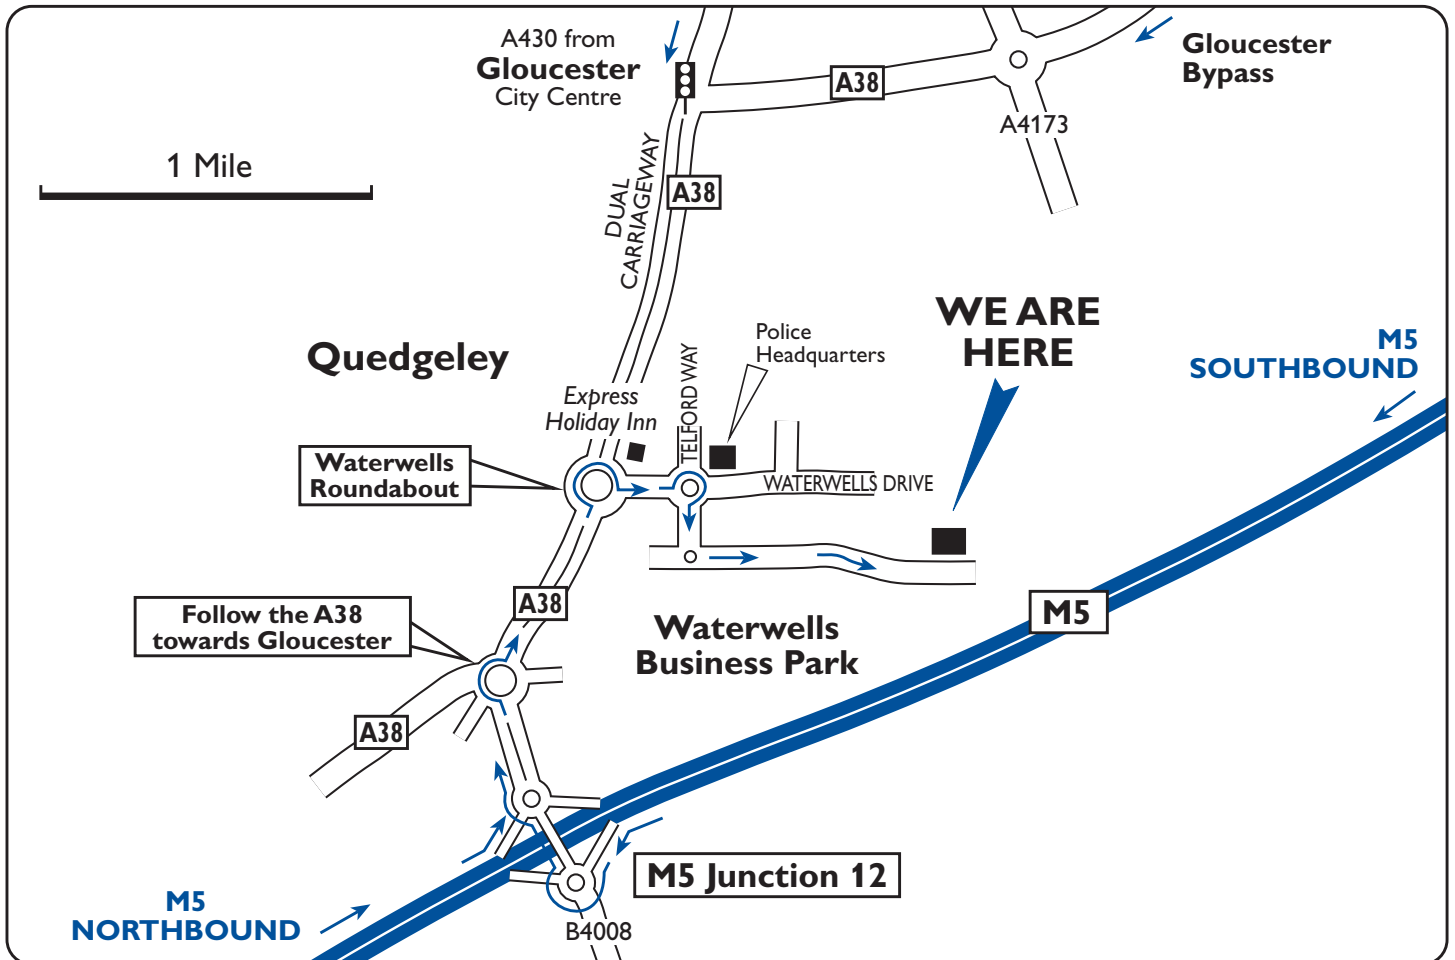 A430 from
Gloucester
City Centre
Gloucester
Bypass
A38
A4173
1 Mile
DUAL
CARRIAGEWAY
A38
WE ARE
HERE
Police
Headquarters
M5
SOUTHBOUND
Quedgeley
TELFORD WAY
Express
Holiday Inn
Waterwells
Roundabout
WATERWELLS DRIVE
A38
Follow the A38
towards Gloucester
M5
Waterwells
Business Park
A38
M5 Junction 12
M5
NORTHBOUND
B4008